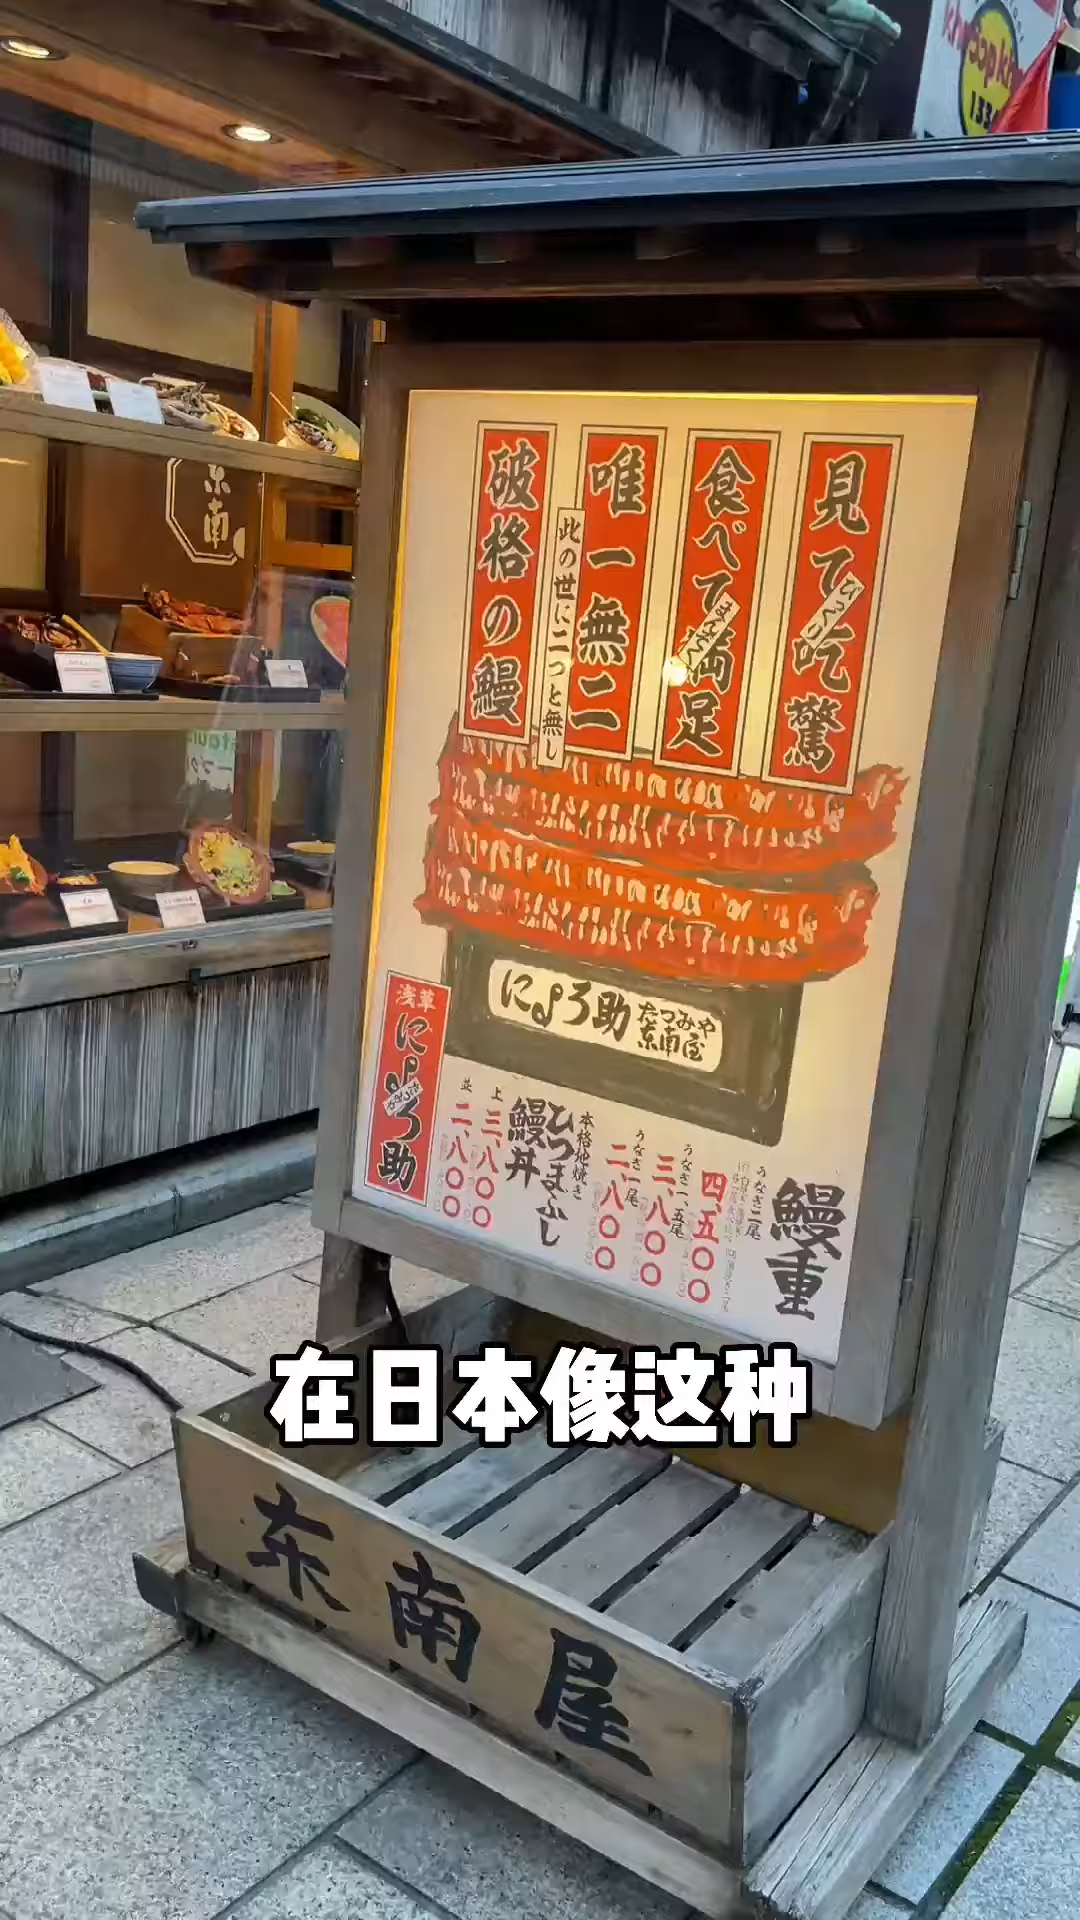 見て吃驚
びっくり
食べて満足
まんぞく
唯一無二
此の世に二つと無し
破格の鰻
にょろ助
たつみや
東南屋
浅草
にょろ助
鰻重
うなぎ二尾
四、五〇〇
うなぎ一、五尾
三、八〇〇
うなぎ一尾
二、八〇〇
本格地焼き
ひつまぶし
鰻丼
上
三、八〇〇
並
二、八〇〇
東南
在日本像这种
东南屋